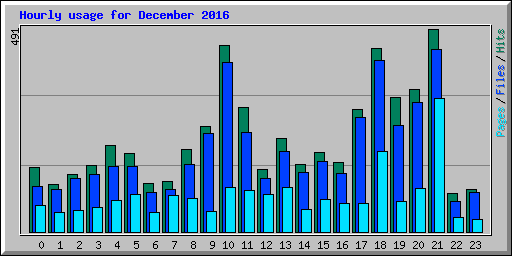 Hourly usage for December 2016
491
Pages / Files / Hits
0 1 2 3 4 5 6 7 8 9 10 11 12 13 14 15 16 17 18 19 20 21 22 23